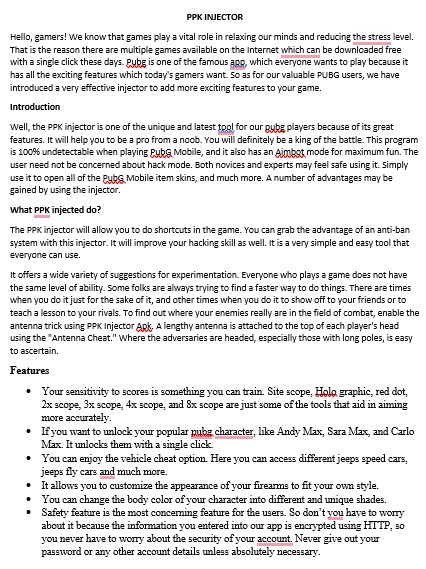 PPK INJECTOR
Hello, gamers! We know that games play a vital role in relaxing our minds and reducing the stress level.
That is the reason there are multiple games available on the Internet which can be downloaded free
with a single click these days. Pubg is one of the famous app, which everyone wants to play because it
has all the exciting features which today's gamers want. So as for our valuable PUBG users, we have
introduced a very effective injector to add more exciting features to your game.
Introduction
Well, the PPK injector is one of the unique and latest tool for our pubg players because of its great
features. It will help you to be a pro from a noob. You will definitely be a king of the battle. This program
is 100% undetectable when playing PubG Mobile, and it also has an Aimbot mode for maximum fun. The
user need not be concerned about hack mode. Both novices and experts may feel safe using it. Simply
use it to open all of the PubG Mobile item skins, and much more. A number of advantages may be
gained by using the injector.
What PPK injected do?
The PPK injector will allow you to do shortcuts in the game. You can grab the advantage of an anti-ban
system with this injector. It will improve your hacking skill as well. It is a very simple and easy tool that
everyone can use.
It offers a wide variety of suggestions for experimentation. Everyone who plays a game does not have
the same level of ability. Some folks are always trying to find a faster way to do things. There are times
when you do it just for the sake of it, and other times when you do it to show off to your friends or to
teach a lesson to your rivals. To find out where your enemies really are in the field of combat, enable the
antenna trick using PPK Injector Apk. A lengthy antenna is attached to the top of each player's head
using the "Antenna Cheat." Where the adversaries are headed, especially those with long poles, is easy
to ascertain.
Features
• Your sensitivity to scores is something you can train. Site scope, Holo graphic, red dot,
2x scope, 3x scope, 4x scope, and 8x scope are just some of the tools that aid in aiming
more accurately.
• If you want to unlock your popular pubg character, like Andy Max, Sara Max, and Carlo
Max. It unlocks them with a single click.
• You can enjoy the vehicle cheat option. Here you can access different jeeps speed cars,
jeeps fly cars and much more.
• It allows you to customize the appearance of your firearms to fit your own style.
• You can change the body color of your character into different and unique shades.
• Safety feature is the most concerning feature for the users. So don't you have to worry
about it because the information you entered into our app is encrypted using HTTP, so
you never have to worry about the security of your account. Never give out your
password or any other account details unless absolutely necessary.